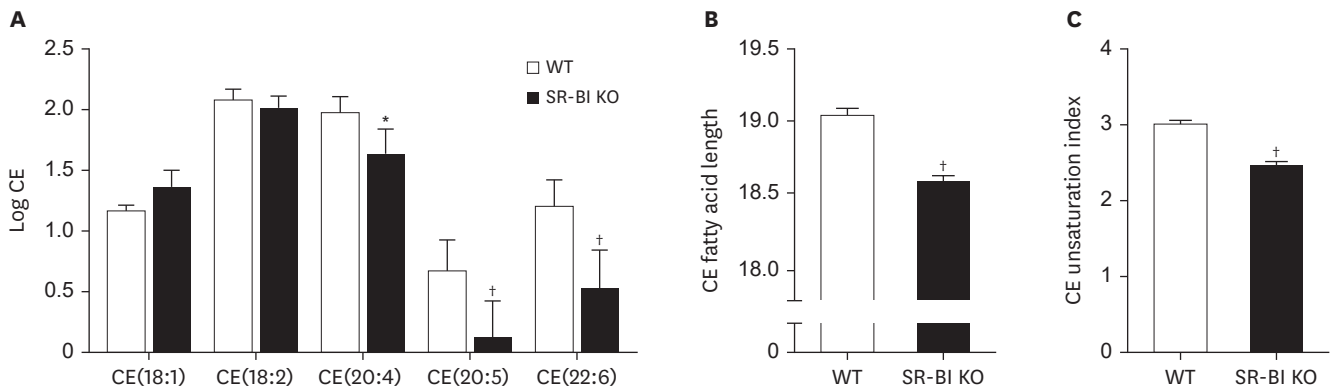 A
Log CE
2.5
2.0
1.5
1.0
0.5
0
WT
SR-BI KO
*
†
†
CE(18:1) CE(18:2) CE(20:4) CE(20:5) CE(22:6)
B
CE fatty acid length
19.5
19.0
18.5
18.0
0
†
WT SR-BI KO
C
CE unsaturation index
4
3
2
1
0
†
WT SR-BI KO